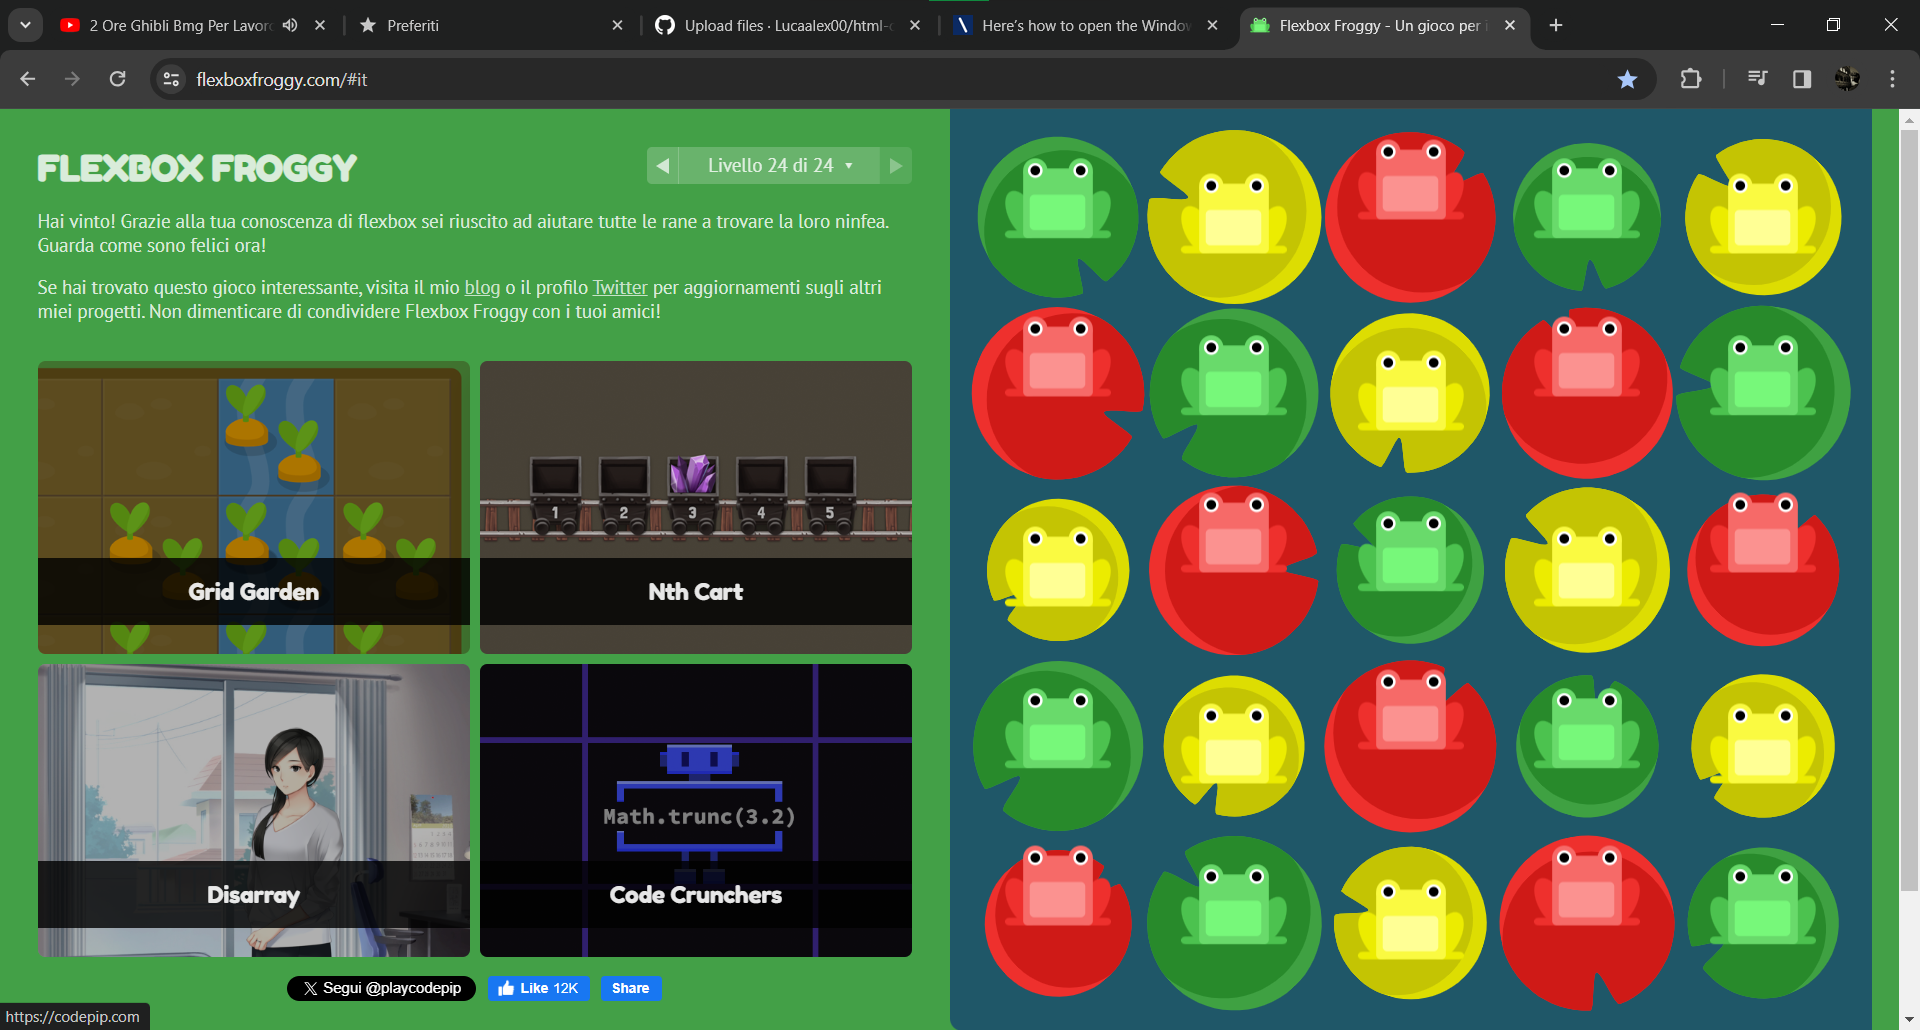 2 Ore Ghibli Bmg Per Lavoro
Preferiti
Upload files · Lucaalex00/html-c
Here's how to open the Window
Flexbox Froggy - Un gioco per i
flexboxfroggy.com/#it
FLEXBOX FROGGY
Livello 24 di 24
Hai vinto! Grazie alla tua conoscenza di flexbox sei riuscito ad aiutare tutte le rane a trovare la loro ninfea.
Guarda come sono felici ora!
Se hai trovato questo gioco interessante, visita il mio blog o il profilo Twitter per aggiornamenti sugli altri
miei progetti. Non dimenticare di condividere Flexbox Froggy con i tuoi amici!
1 2 3 4 5
Grid Garden
Nth Cart
Math.trunc(3.2)
Disarray
Code Crunchers
Segui @playcodepip
Like 12K
Share
https://codepip.com